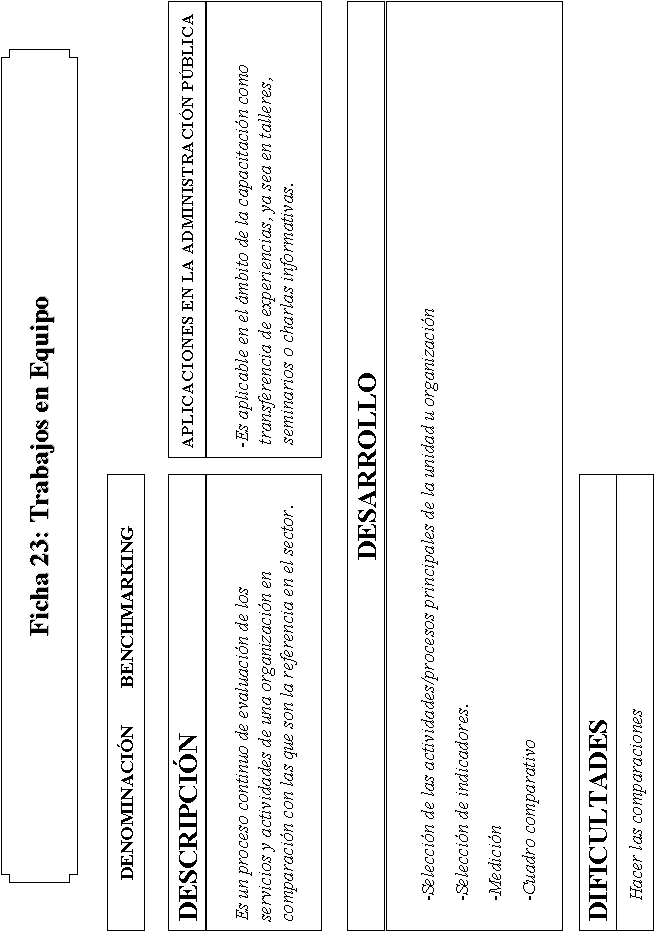 Ficha 23: Trabajos en Equipo
DENOMINACIÓN BENCHMARKING
DESCRIPCIÓN
Es un proceso continuo de evaluación de los
servicios y actividades de una organización en
comparación con las que son la referencia en el sector.
APLICACIONES EN LA ADMINISTRACIÓN PÚBLICA
-Es aplicable en el ámbito de la capacitación como
transferencia de experiencias, ya sea en talleres,
seminarios o charlas informativas.
DESARROLLO
-Selección de las actividades/procesos principales de la unidad u organización
-Selección de indicadores.
-Medición
-Cuadro comparativo
DIFICULTADES
Hacer las comparaciones